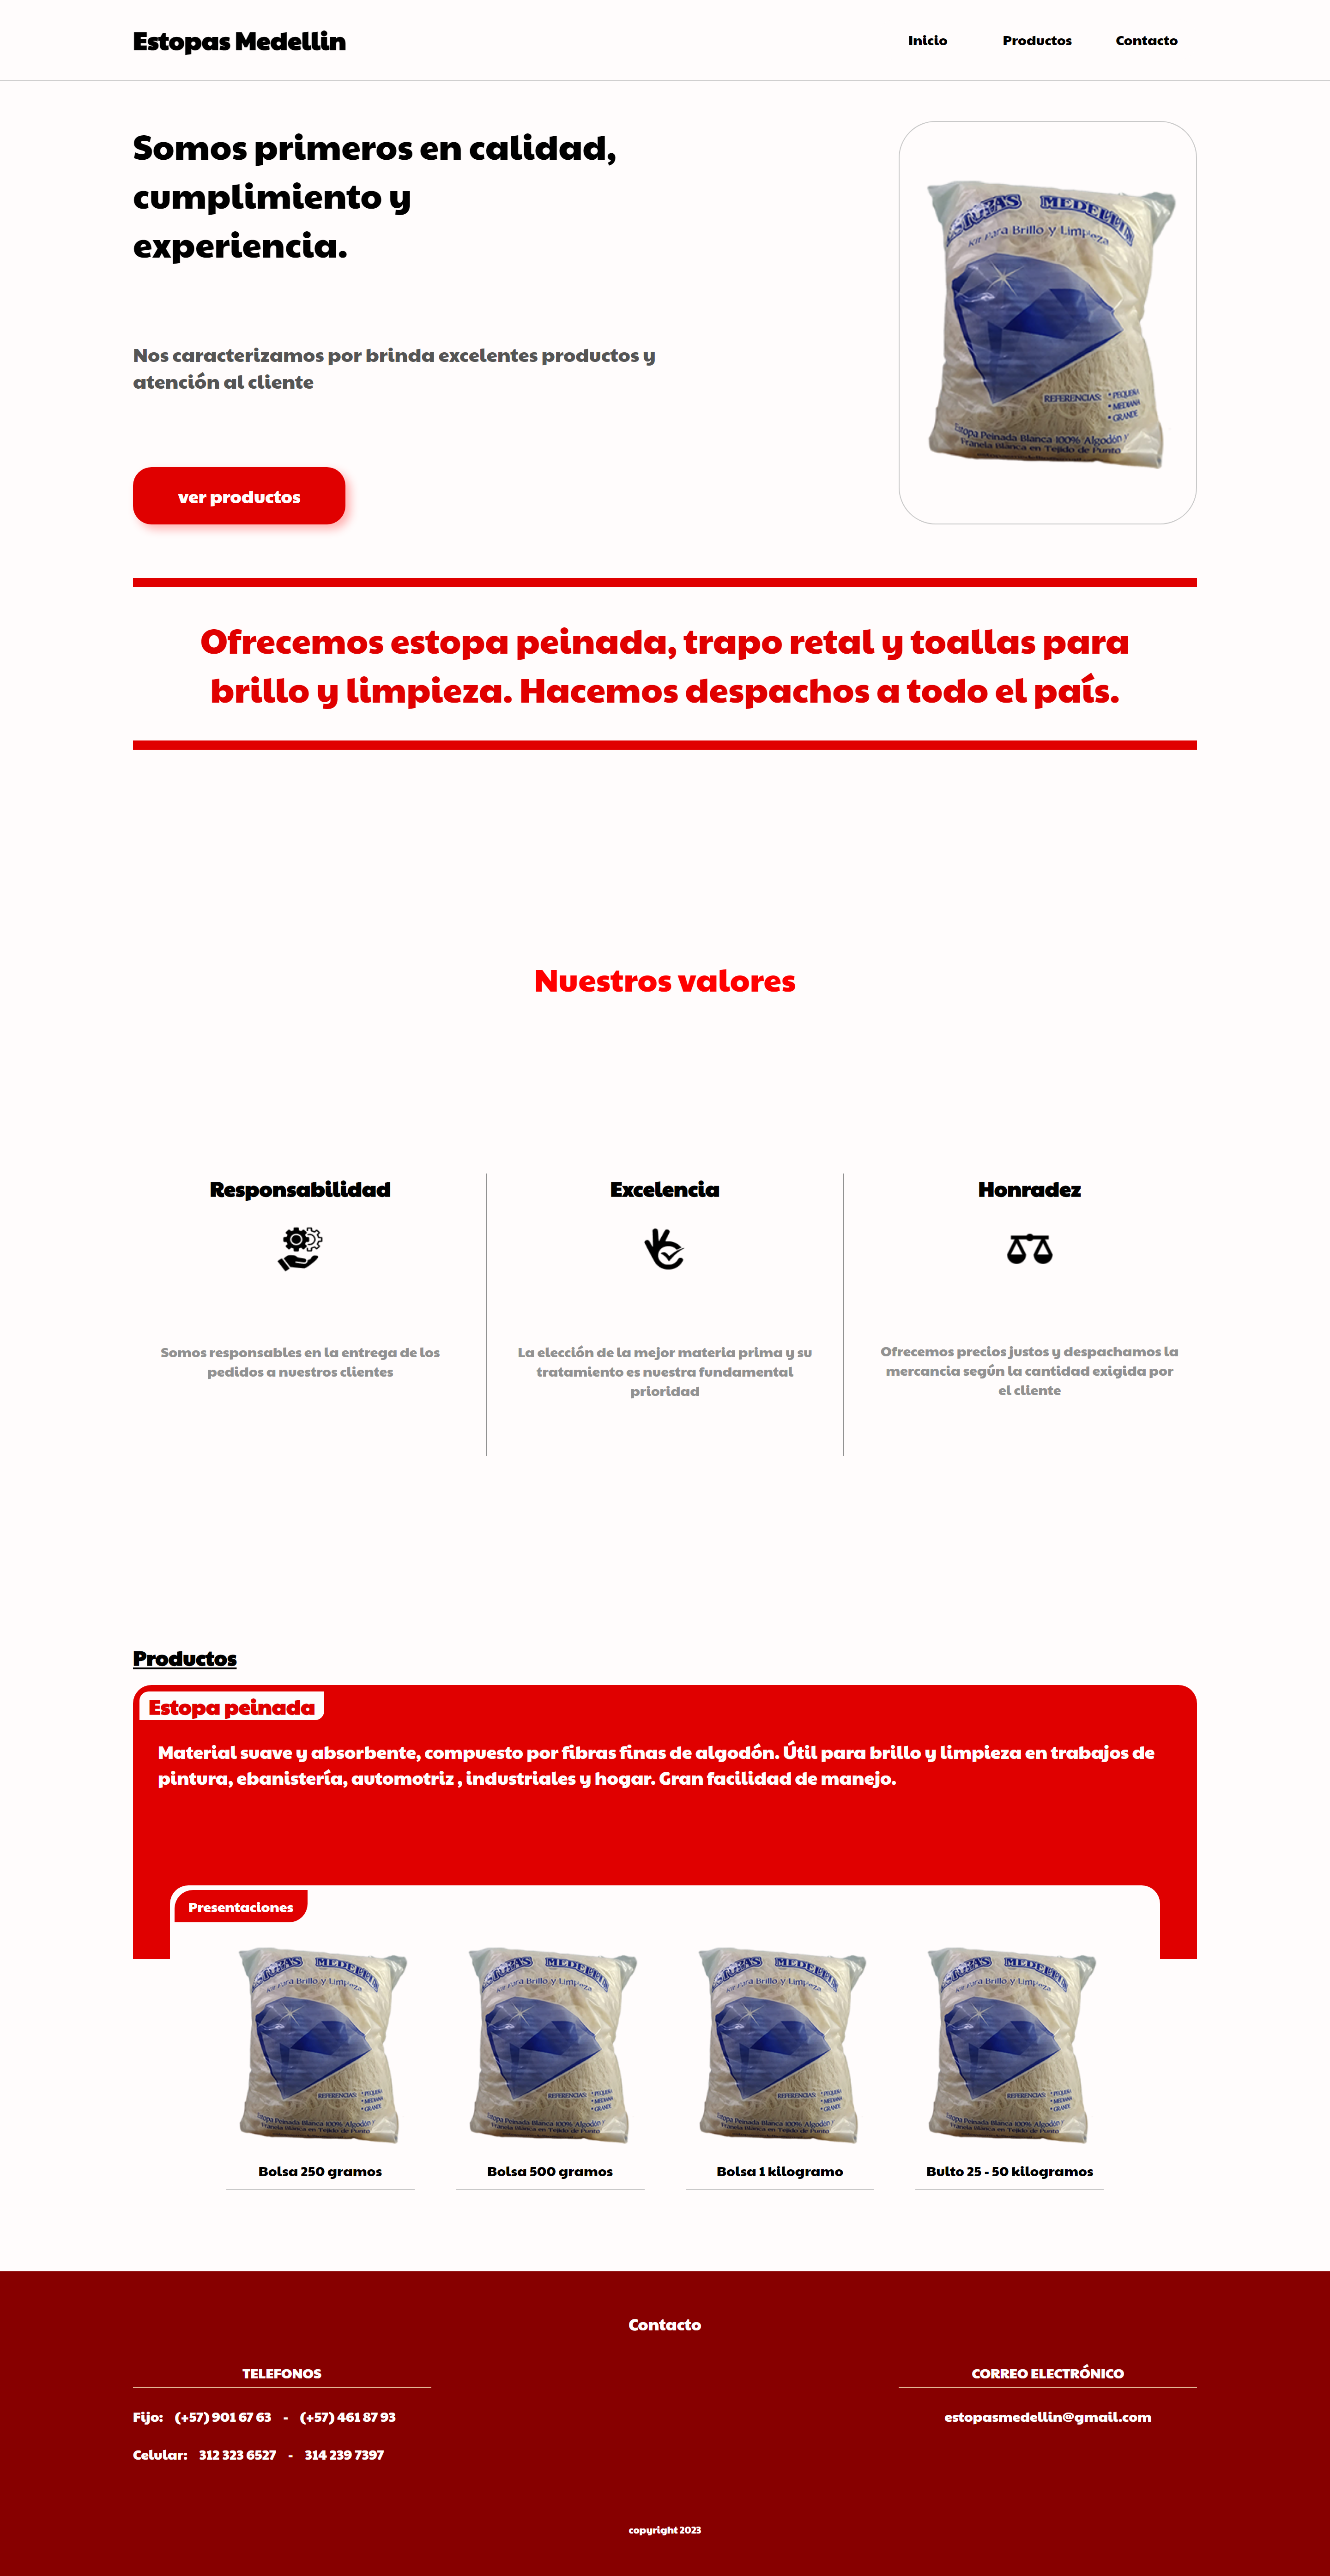 Estopas Medellin
Inicio Productos Contacto
Somos primeros en calidad,
cumplimiento y
experiencia.
Nos caracterizamos por brinda excelentes productos y
atención al cliente
ver productos
MEDELLIN
Kit Para Brillo y Limpieza
REFERENCIAS: • PEQUEÑA
• MEDIANA
• GRANDE
Estopa Peinada Blanca 100% Algodón y
Franela Blanca en Tejido de Punto
Ofrecemos estopa peinada, trapo retal y toallas para
brillo y limpieza. Hacemos despachos a todo el país.
Nuestros valores
Responsabilidad
Somos responsables en la entrega de los
pedidos a nuestros clientes
Excelencia
La elección de la mejor materia prima y su
tratamiento es nuestra fundamental
prioridad
Honradez
Ofrecemos precios justos y despachamos la
mercancia según la cantidad exigida por
el cliente
Productos
Estopa peinada
Material suave y absorbente, compuesto por fibras finas de algodón. Útil para brillo y limpieza en trabajos de
pintura, ebanistería, automotriz , industriales y hogar. Gran facilidad de manejo.
Presentaciones
Bolsa 250 gramos
Bolsa 500 gramos
Bolsa 1 kilogramo
Bulto 25 - 50 kilogramos
Contacto
TELEFONOS
Fijo: (+57) 901 67 63 - (+57) 461 87 93
Celular: 312 323 6527 - 314 239 7397
CORREO ELECTRÓNICO
estopasmedellin@gmail.com
copyright 2023